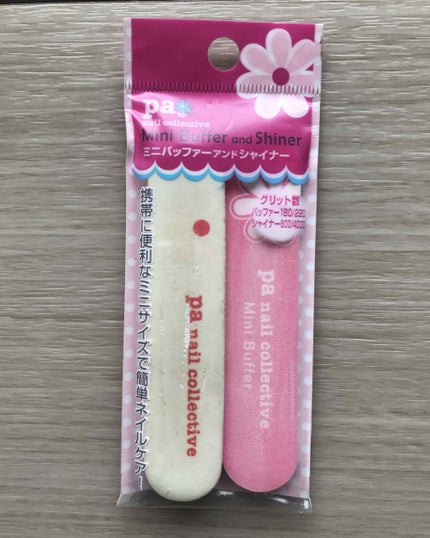 pa
nail collective
Mini Buffer and Shiner
ミニバッファーアンドシャイナー
グリット数
バッファー180/220
シャイナー800/4000
携帯に便利なミニサイズで簡単ネイルケア!
pa nail collective
pa nail collective
Mini Buffer